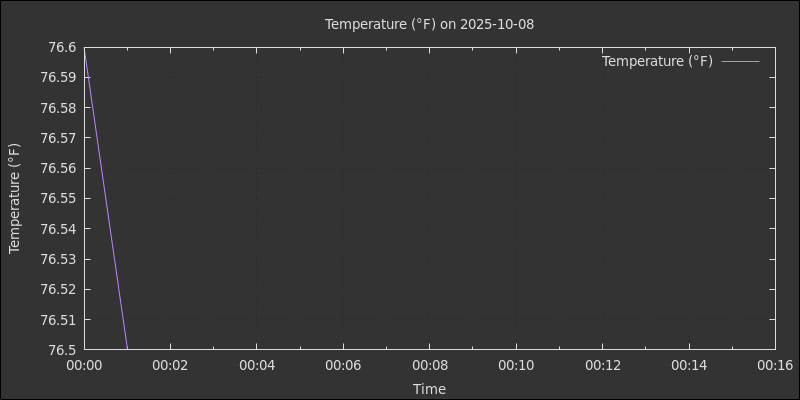 Temperature (°F) on 2025-10-08
Temperature (°F)
76.6
76.59
76.58
76.57
76.56
76.55
76.54
76.53
76.52
76.51
76.5
Temperature (°F)
00:00 00:02 00:04 00:06 00:08 00:10 00:12 00:14 00:16
Time